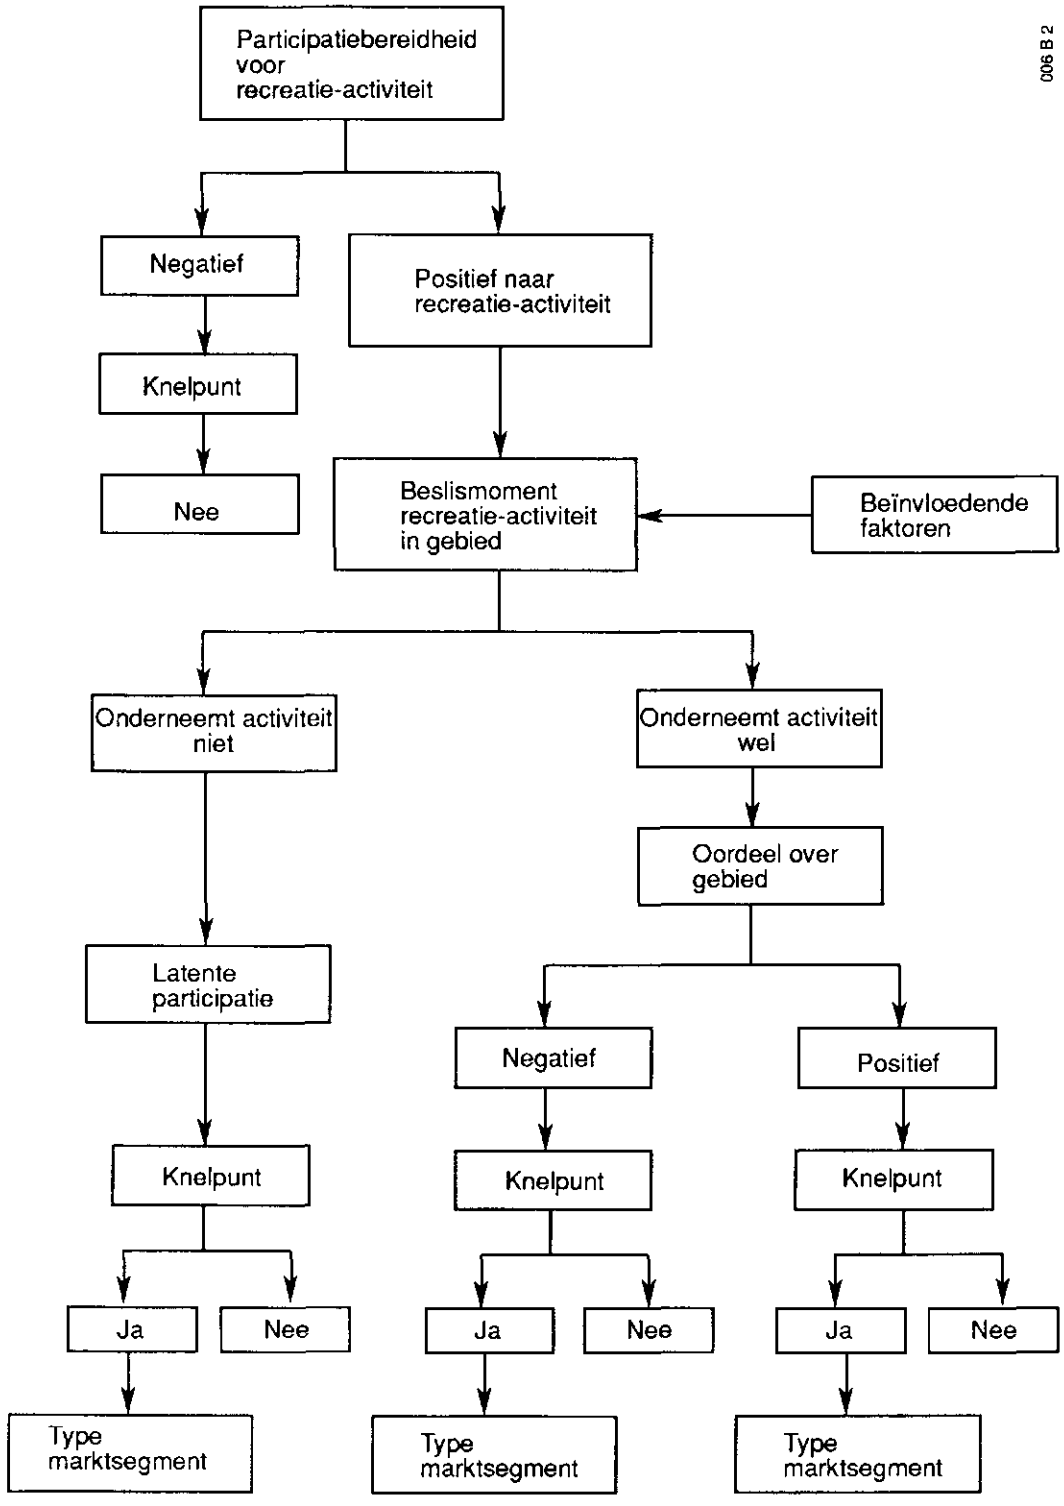 006 B 2
Participatiebereidheid
voor
recreatie-activiteit
Negatief
Positief naar
recreatie-activiteit
Knelpunt
Nee
Beslismoment
recreatie-activiteit
in gebied
Beïnvloedende
faktoren
Onderneemt activiteit
niet
Onderneemt activiteit
wel
Oordeel over
gebied
Latente
participatie
Negatief
Positief
Knelpunt
Knelpunt
Knelpunt
Ja
Nee
Ja
Nee
Ja
Nee
Type
marktsegment
Type
marktsegment
Type
marktsegment